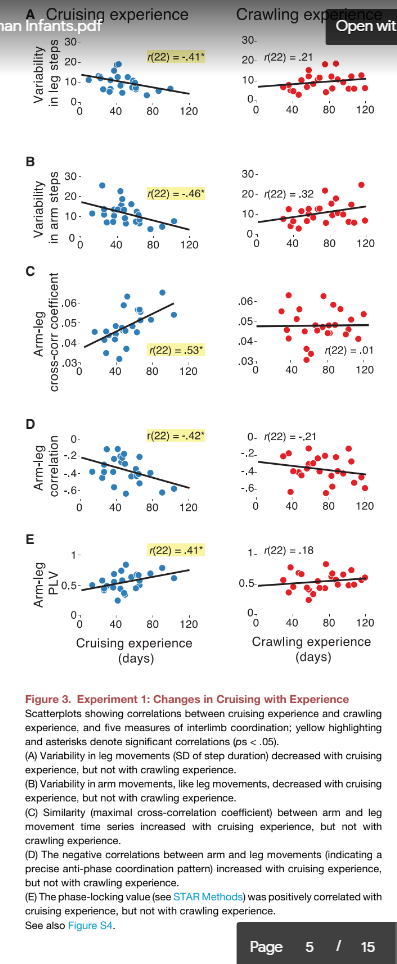 A Cruising experience Crawling experience
nan Infants.pdf
Open wit
Variability
in leg steps
30
20
10
0
r(22) = -.41*
0 40 80 120
30
20
10
0
r(22) = .21
0 40 80 120
B
Variability
in arm steps
30
20
10
0
r(22) = -.46*
0 40 80 120
30
20
10
0
r(22) = .32
0 40 80 120
C
Arm-leg
cross-corr coefficent
.06
.05
.04
.03
r(22) = .53*
0 40 80 120
.06
.05
.04
.03
r(22) = .01
0 40 80 120
D
Arm-leg
correlation
0
-.2
-.4
-.6
r(22) = -.42*
0 40 80 120
0
-.2
-.4
-.6
r(22) = -.21
0 40 80 120
E
Arm-leg
PLV
1
0.5
0
r(22) = .41*
0 40 80 120
1
0.5
0
r(22) = .18
0 40 80 120
Cruising experience
(days)
Crawling experience
(days)
Figure 3. Experiment 1: Changes in Cruising with Experience
Scatterplots showing correlations between cruising experience and crawling
experience, and five measures of interlimb coordination; yellow highlighting
and asterisks denote significant correlations (ps < .05).
(A) Variability in leg movements (SD of step duration) decreased with cruising
experience, but not with crawling experience.
(B) Variability in arm movements, like leg movements, decreased with cruising
experience, but not with crawling experience.
(C) Similarity (maximal cross-correlation coefficient) between arm and leg
movement time series increased with cruising experience, but not with
crawling experience.
(D) The negative correlations between arm and leg movements (indicating a
precise anti-phase coordination pattern) increased with cruising experience,
but not with crawling experience.
(E) The phase-locking value (see STAR Methods) was positively correlated with
cruising experience, but not with crawling experience.
See also Figure S4.
Page 5 / 15